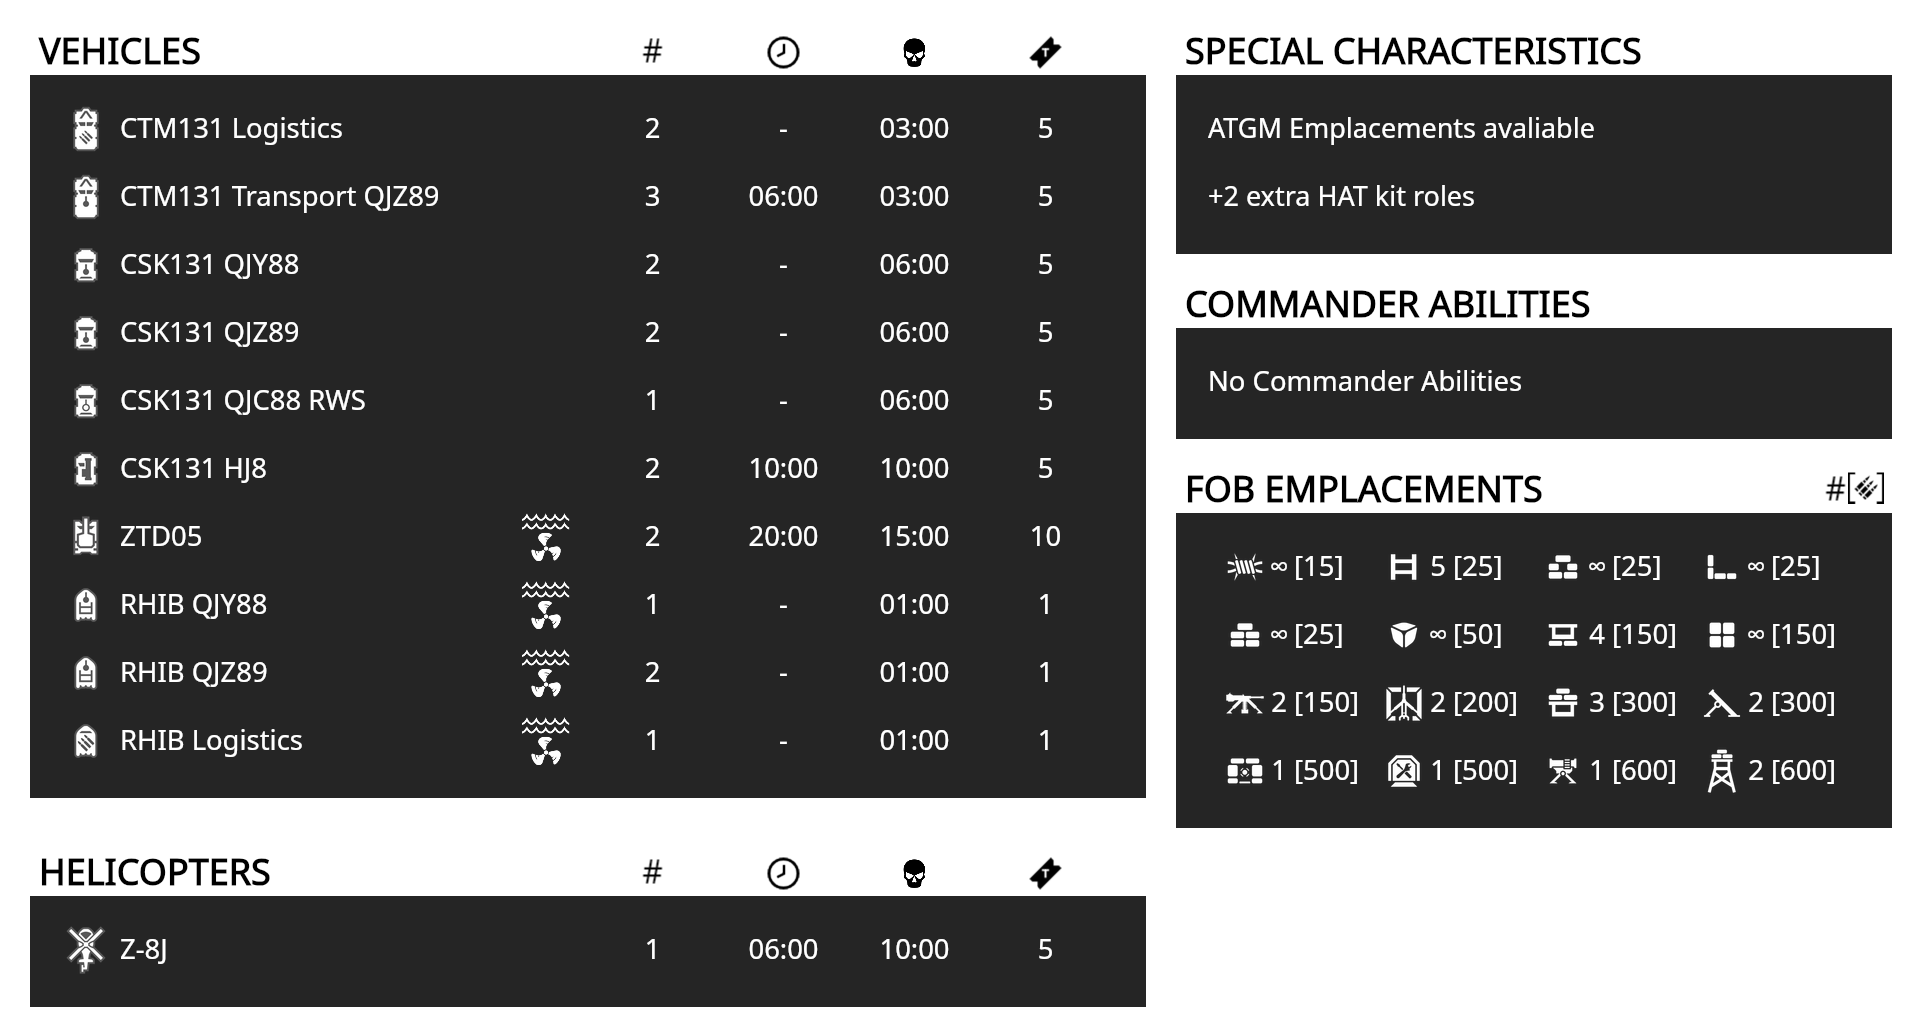 VEHICLES #
CTM131 Logistics 2 - 03:00 5
CTM131 Transport QJZ89 3 06:00 03:00 5
CSK131 QJY88 2 - 06:00 5
CSK131 QJZ89 2 - 06:00 5
CSK131 QJC88 RWS 1 - 06:00 5
CSK131 HJ8 2 10:00 10:00 5
ZTD05 2 20:00 15:00 10
RHIB QJY88 1 - 01:00 1
RHIB QJZ89 2 - 01:00 1
RHIB Logistics 1 - 01:00 1
HELICOPTERS #
Z-8J 1 06:00 10:00 5
SPECIAL CHARACTERISTICS
ATGM Emplacements avaliable
+2 extra HAT kit roles
COMMANDER ABILITIES
No Commander Abilities
FOB EMPLACEMENTS #[]
∞ [15] 5 [25] ∞ [25] ∞ [25]
∞ [25] ∞ [50] 4 [150] ∞ [150]
2 [150] 2 [200] 3 [300] 2 [300]
1 [500] 1 [500] 1 [600] 2 [600]